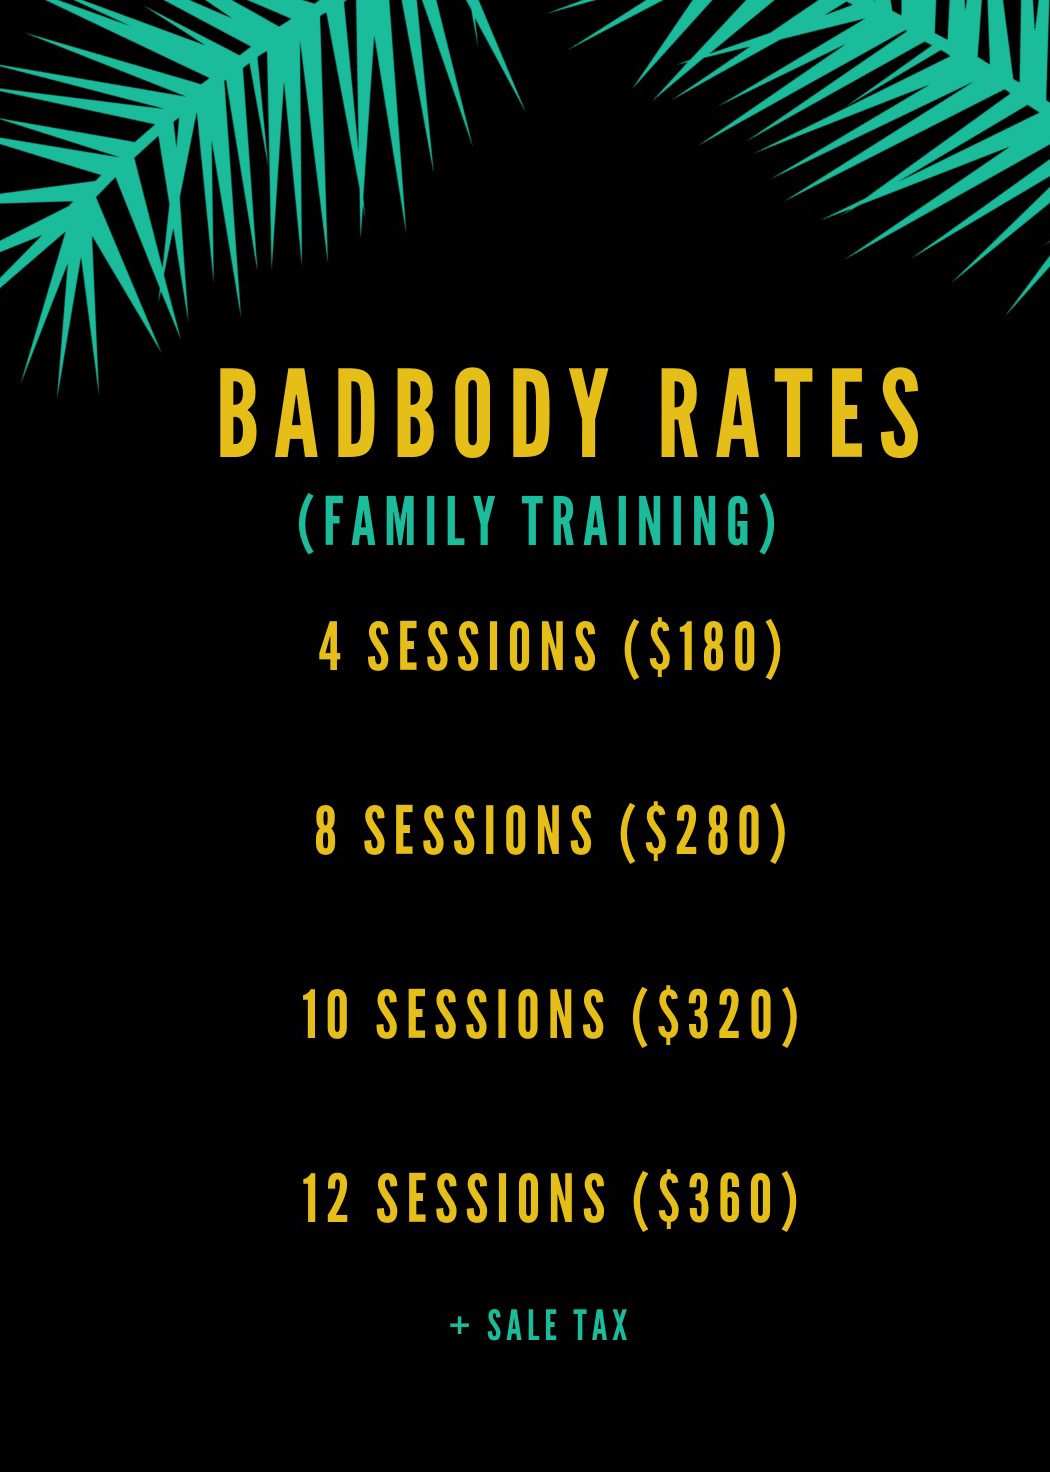 BADBODY RATES
(FAMILY TRAINING)
4 SESSIONS ($180)
8 SESSIONS ($280)
10 SESSIONS ($320)
12 SESSIONS ($360)
+ SALE TAX